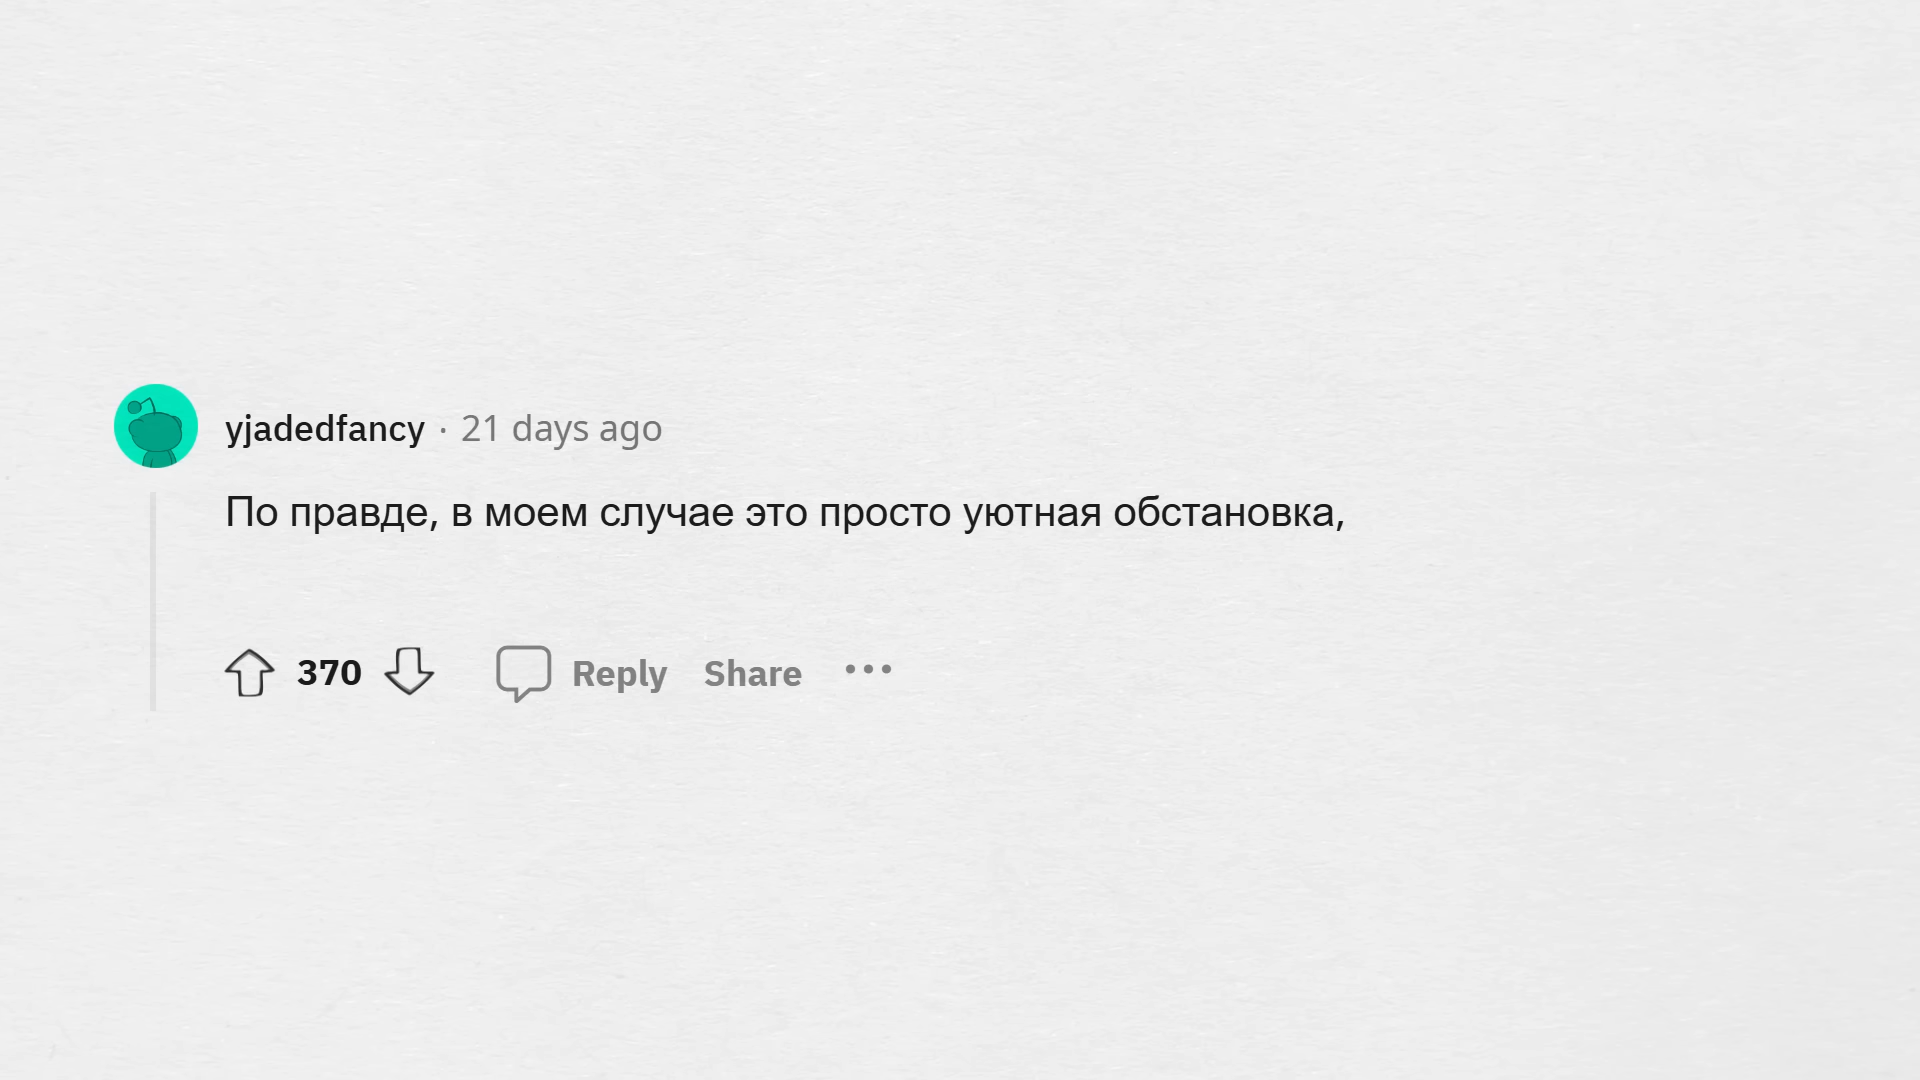 yjadedfancy · 21 days ago
По правде, в моем случае это просто уютная обстановка,
370 Reply Share